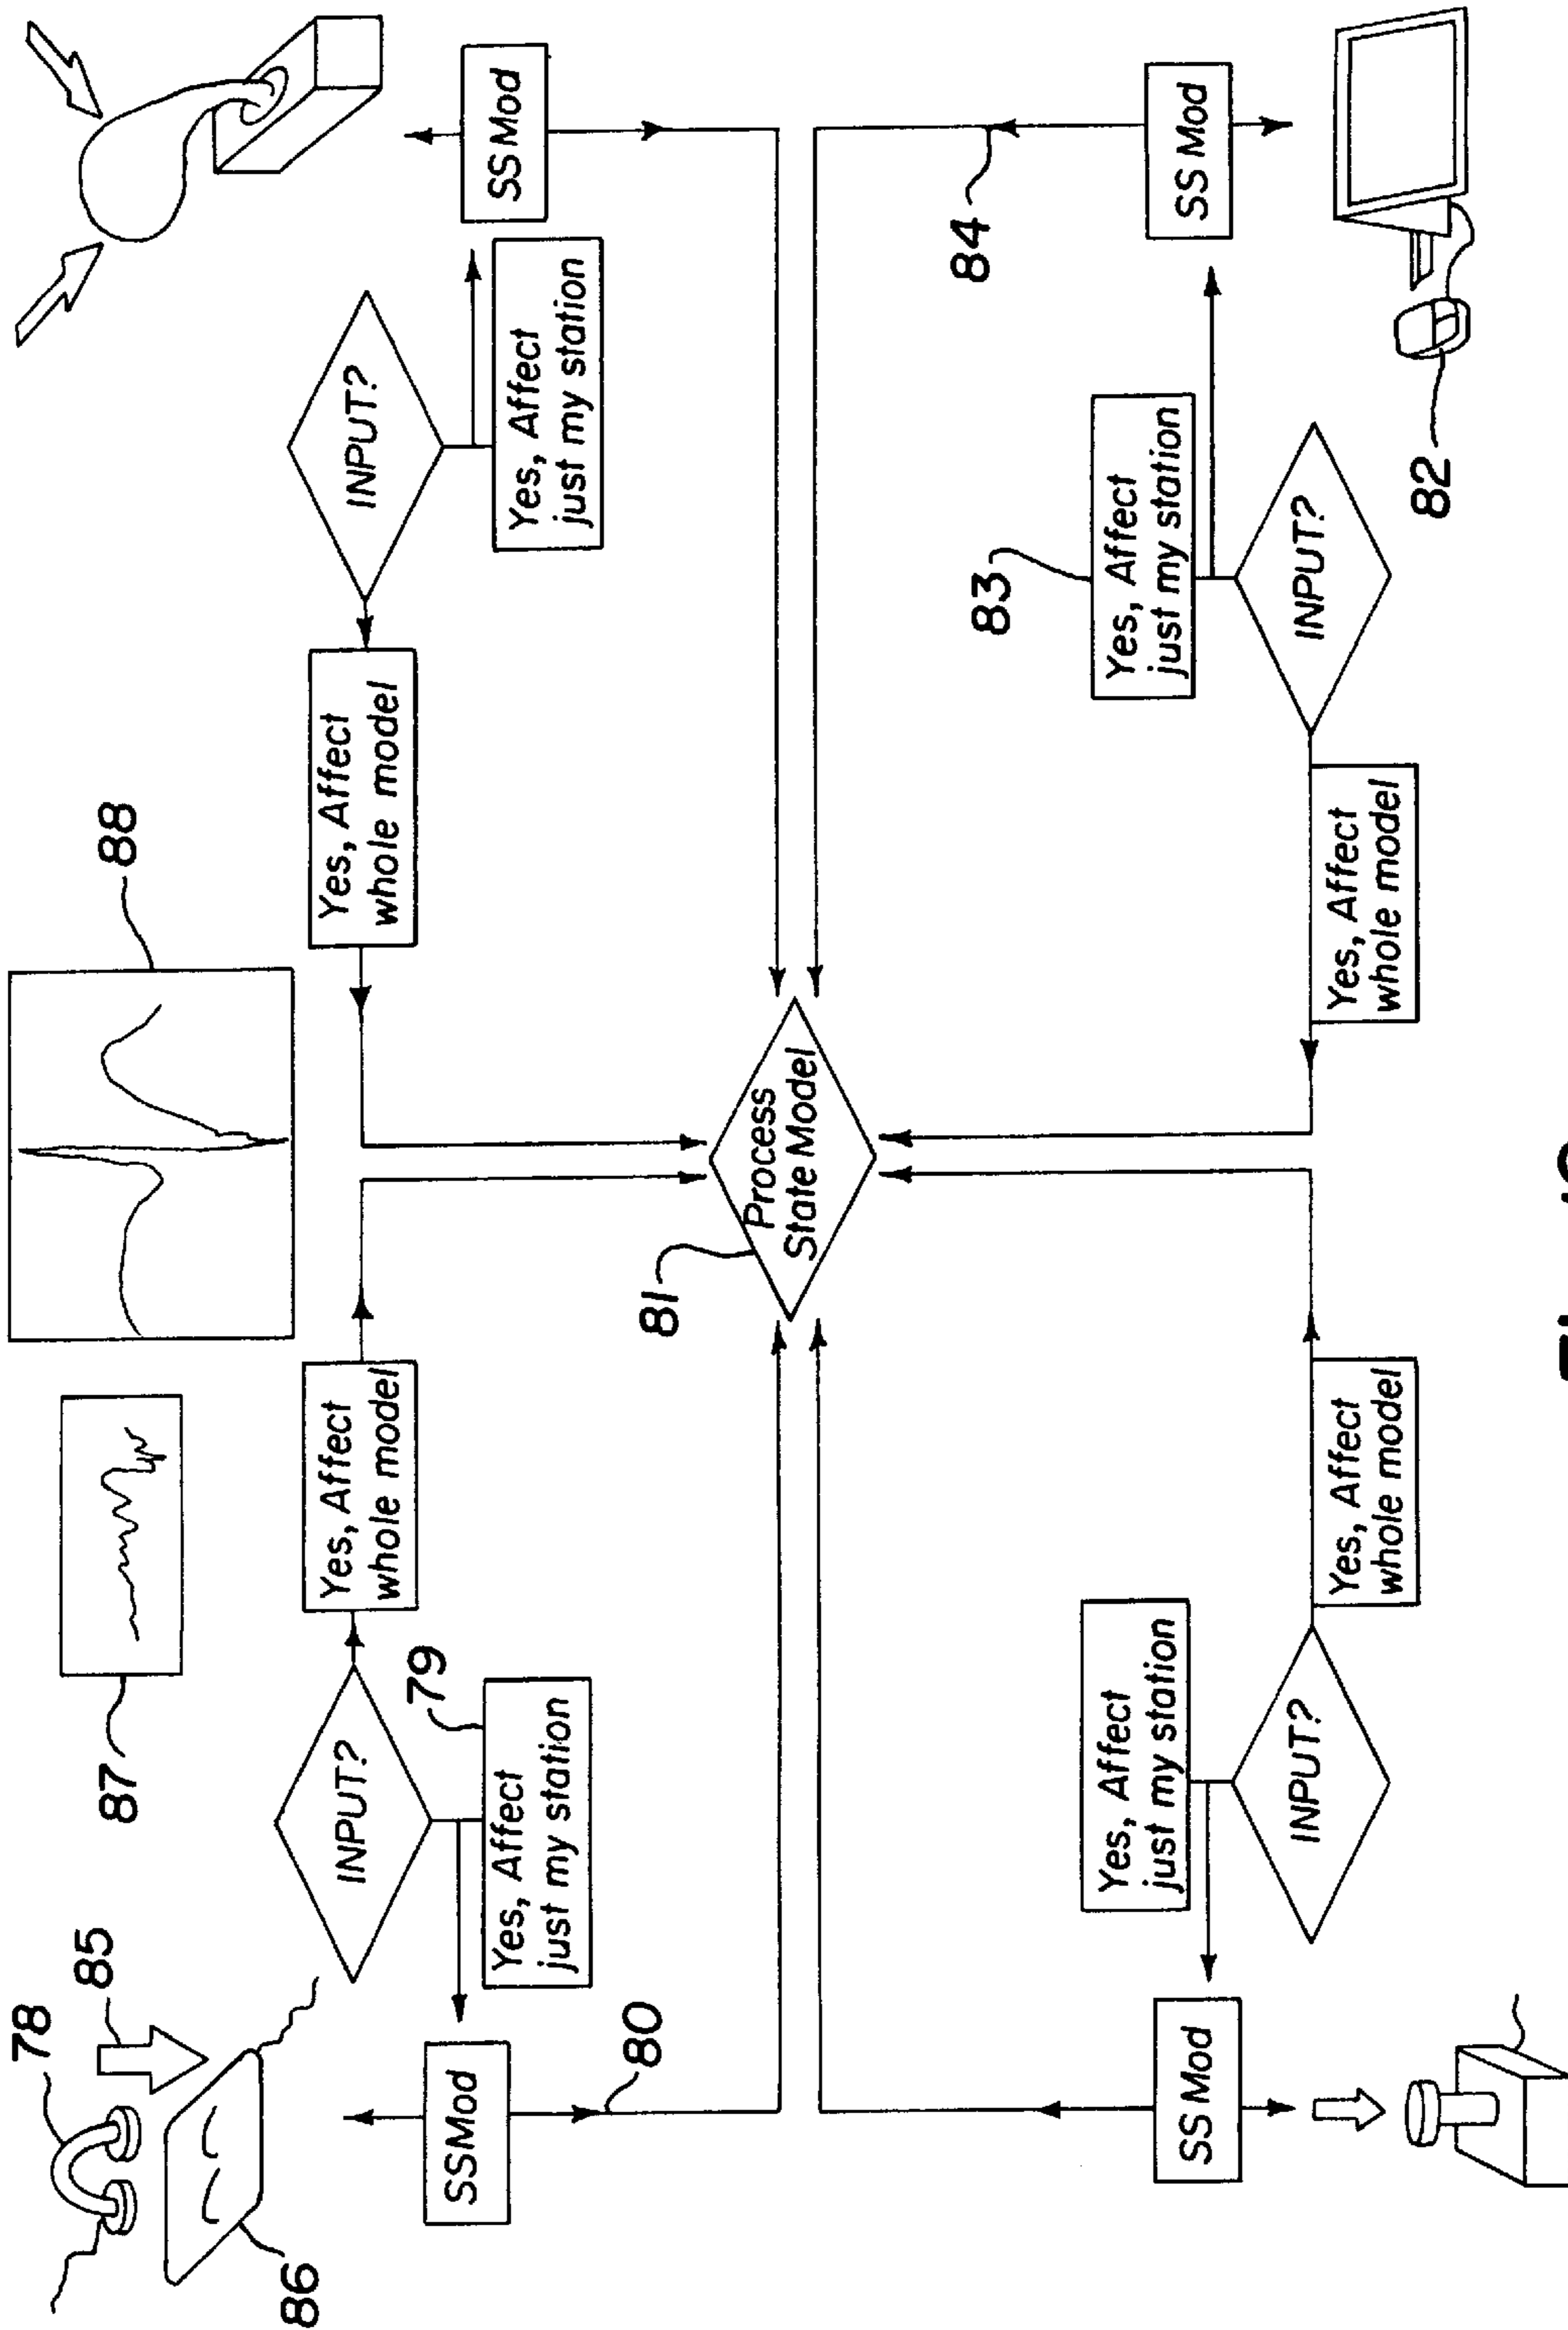 78
85
87
88
86
INPUT?
Yes, Affect
whole model
Yes, Affect
whole model
INPUT?
79
SSMod
Yes, Affect
just my station
Yes, Affect
just my station
SS Mod
80
81
Process
State Model
84
83
Yes, Affect
just my station
Yes, Affect
just my station
SS Mod
SS Mod
INPUT?
Yes, Affect
whole model
Yes, Affect
whole model
INPUT?
82